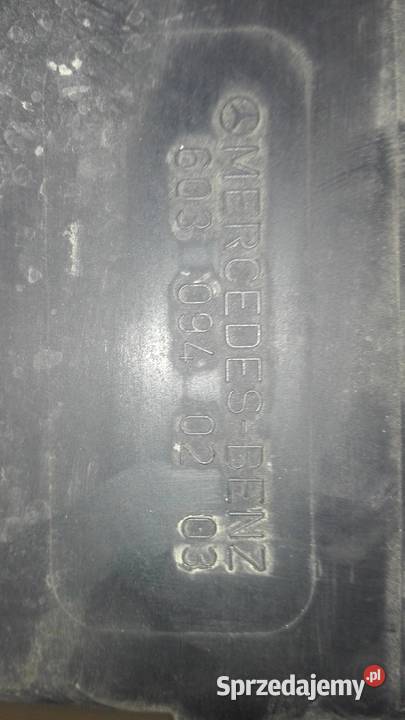 MERCEDES-BENZ
603 094 02 03
Sprzedajemy.pl